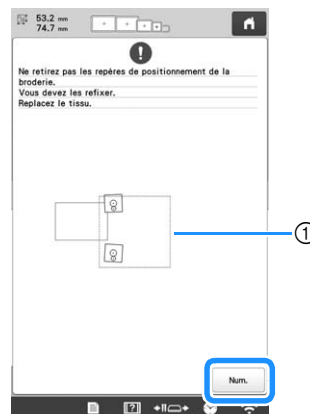 53.2 mm
74.7 mm
Ne retirez pas les repères de positionnement de la
broderie.
Vous devez les refixer.
Replacez le tissu.
①
Num.